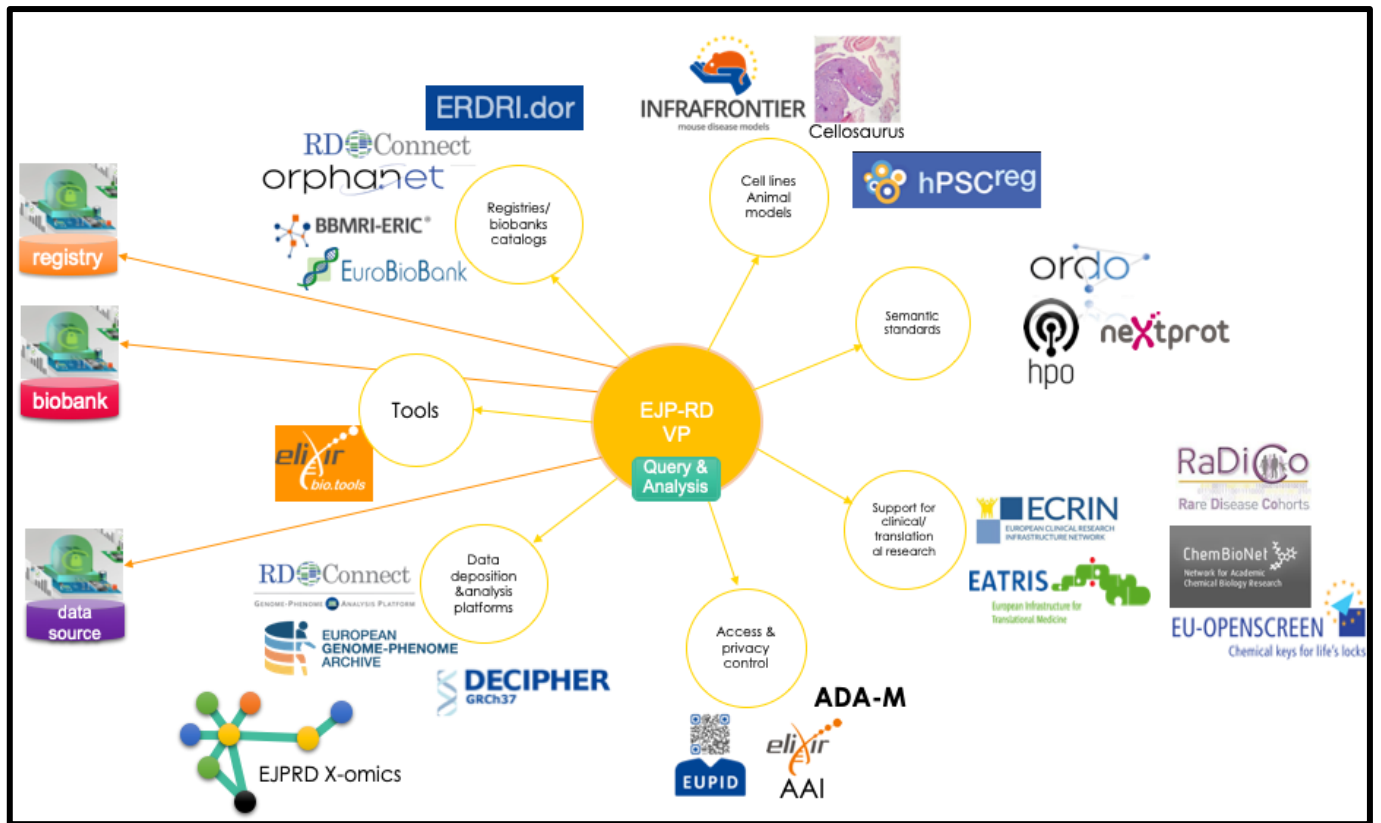 ERDRI.dor
RD Connect
orphanet
BBMRI-ERIC®
EuroBioBank
Registries/
biobanks
catalogs
INFRAFRONTIER
mouse disease models
Cellosaurus
Cell lines
Animal
models
hPSCreg
registry
biobank
data
source
ordo
hpo
neXtprot
Semantic
standards
Tools
elixir
bio.tools
EJP-RD
VP
Query &
Analysis
Support for
clinical/
translation
al research
ECRIN
EUROPEAN CLINICAL RESEARCH
INFRASTRUCTURE NETWORK
EATRIS
European Infrastructure for
Translational Medicine
RaDiCo
Rare Disease Cohorts
ChemBioNet
Network for Academic
Chemical Biology Research
EU-OPENSCREEN
Chemical keys for life's locks
Data
deposition
&analysis
platforms
RD Connect
GENOME-PHENOME ANALYSIS PLATFORM
EUROPEAN
GENOME-PHENOME
ARCHIVE
DECIPHER
GRCh37
EJPRD X-omics
Access &
privacy
control
ADA-M
EUPID
elixir
AAI